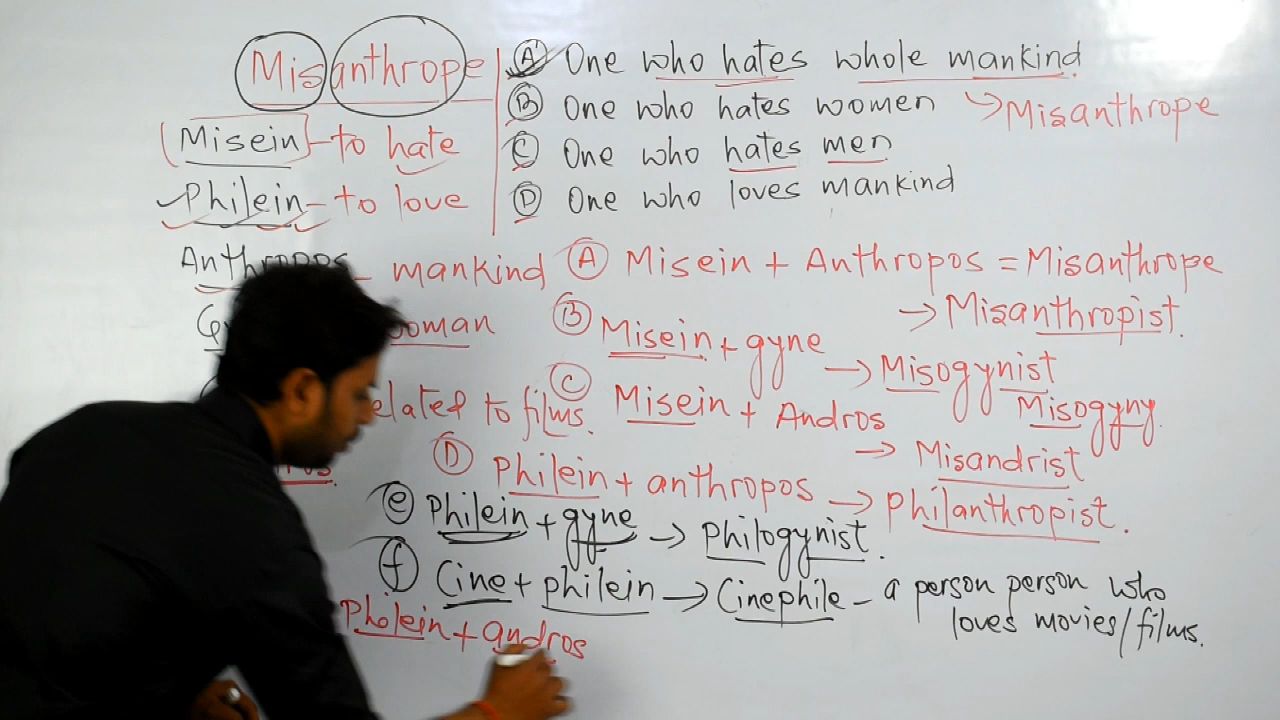 Misanthrope
Misein - to hate
Philein - to love
Anthropos - mankind
woman
related to films.
A One who hates whole mankind
B One who hates women → Misanthrope
C One who hates men
D One who loves mankind
A Misein + Anthropos = Misanthrope
→ Misanthropist.
B Misein + gyne → Misogynist
Misogyny.
C Misein + Andros
→ Misandrist
D Philein + anthropos → Philanthropist.
e Philein + gyne → Philogynist.
f Cine + philein → Cinephile - a person person who
loves movies/films.
Pholein + andros